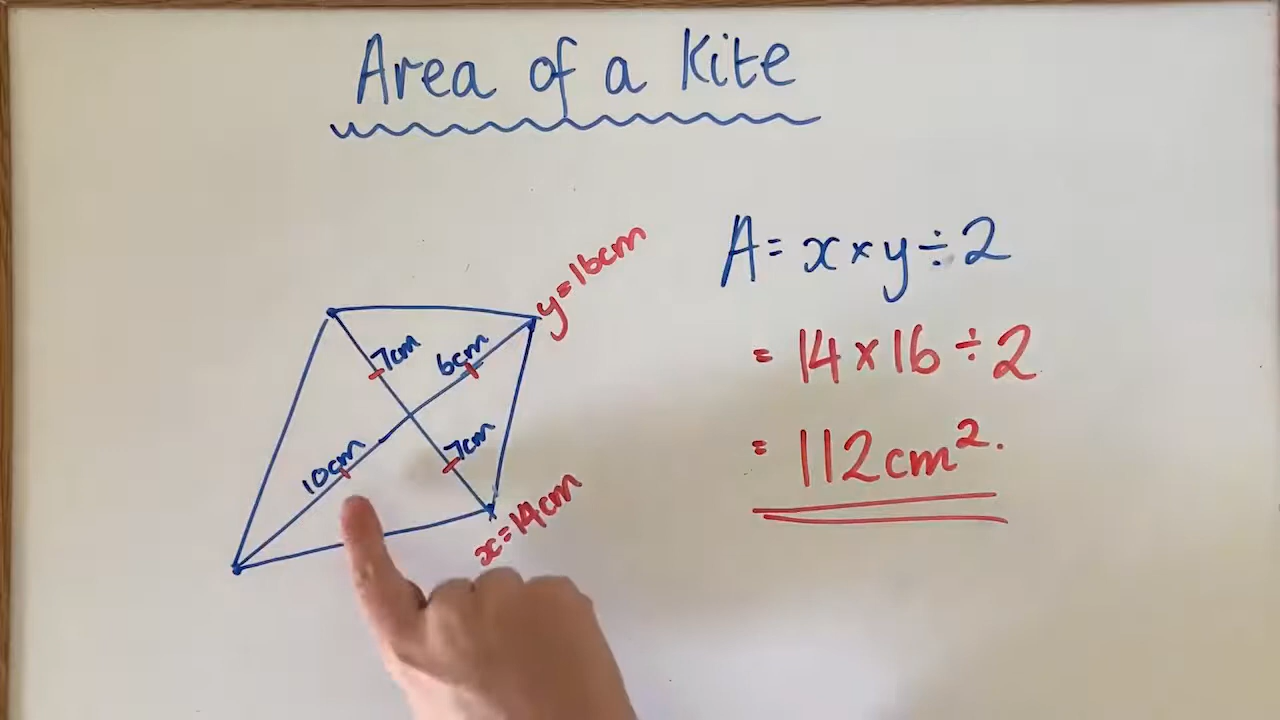 Area of a Kite
y=16cm
7cm
6cm
10cm
7cm
x=14cm
A = x × y ÷ 2
= 14 × 16 ÷ 2
= 112cm².